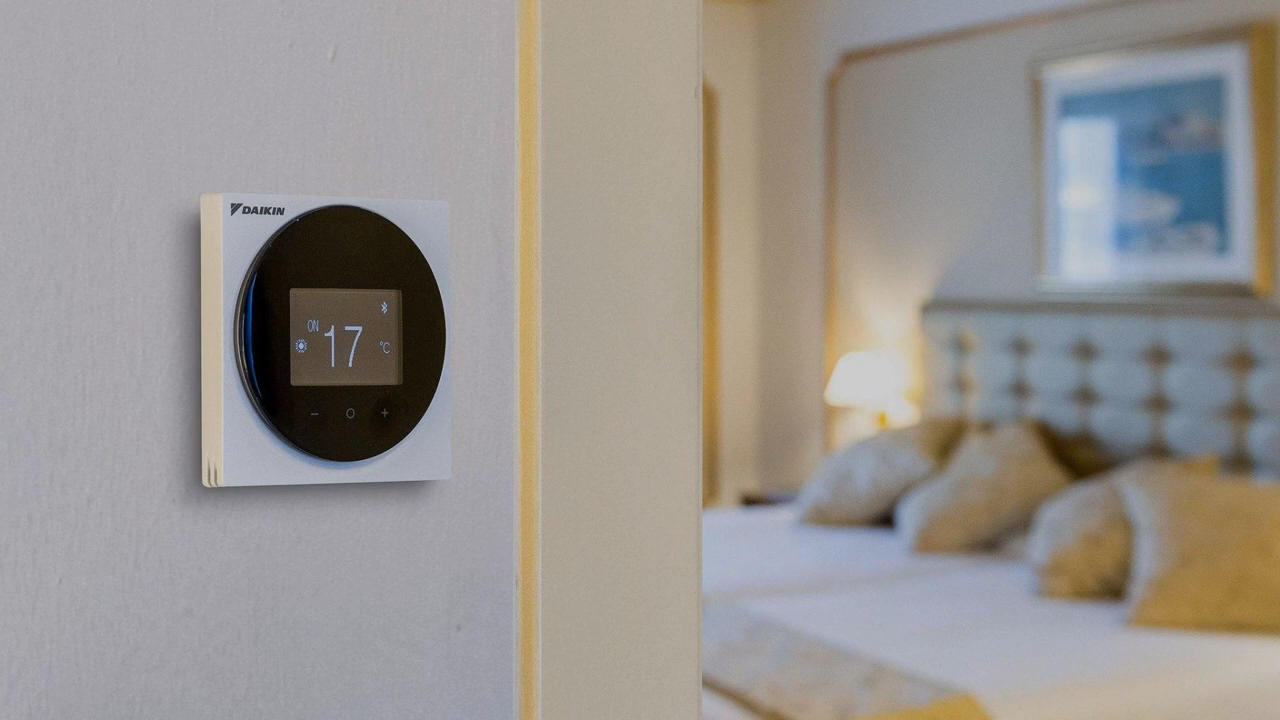 DAIKIN
ON
17
°C
− ○ +